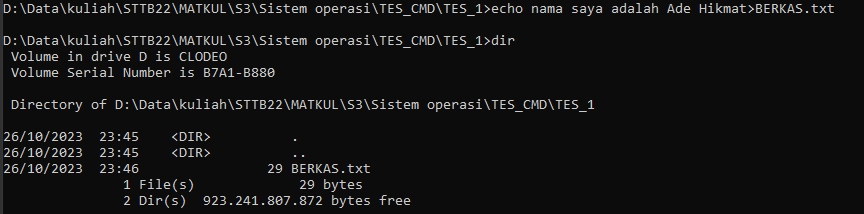 D:\Data\kuliah\STTB22\MATKUL\S3\Sistem operasi\TES_CMD\TES_1>echo nama saya adalah Ade Hikmat>BERKAS.txt
D:\Data\kuliah\STTB22\MATKUL\S3\Sistem operasi\TES_CMD\TES_1>dir
Volume in drive D is CLODEO
Volume Serial Number is B7A1-B880
Directory of D:\Data\kuliah\STTB22\MATKUL\S3\Sistem operasi\TES_CMD\TES_1
26/10/2023 23:45 <DIR> .
26/10/2023 23:45 <DIR> ..
26/10/2023 23:46 29 BERKAS.txt
1 File(s) 29 bytes
2 Dir(s) 923.241.807.872 bytes free